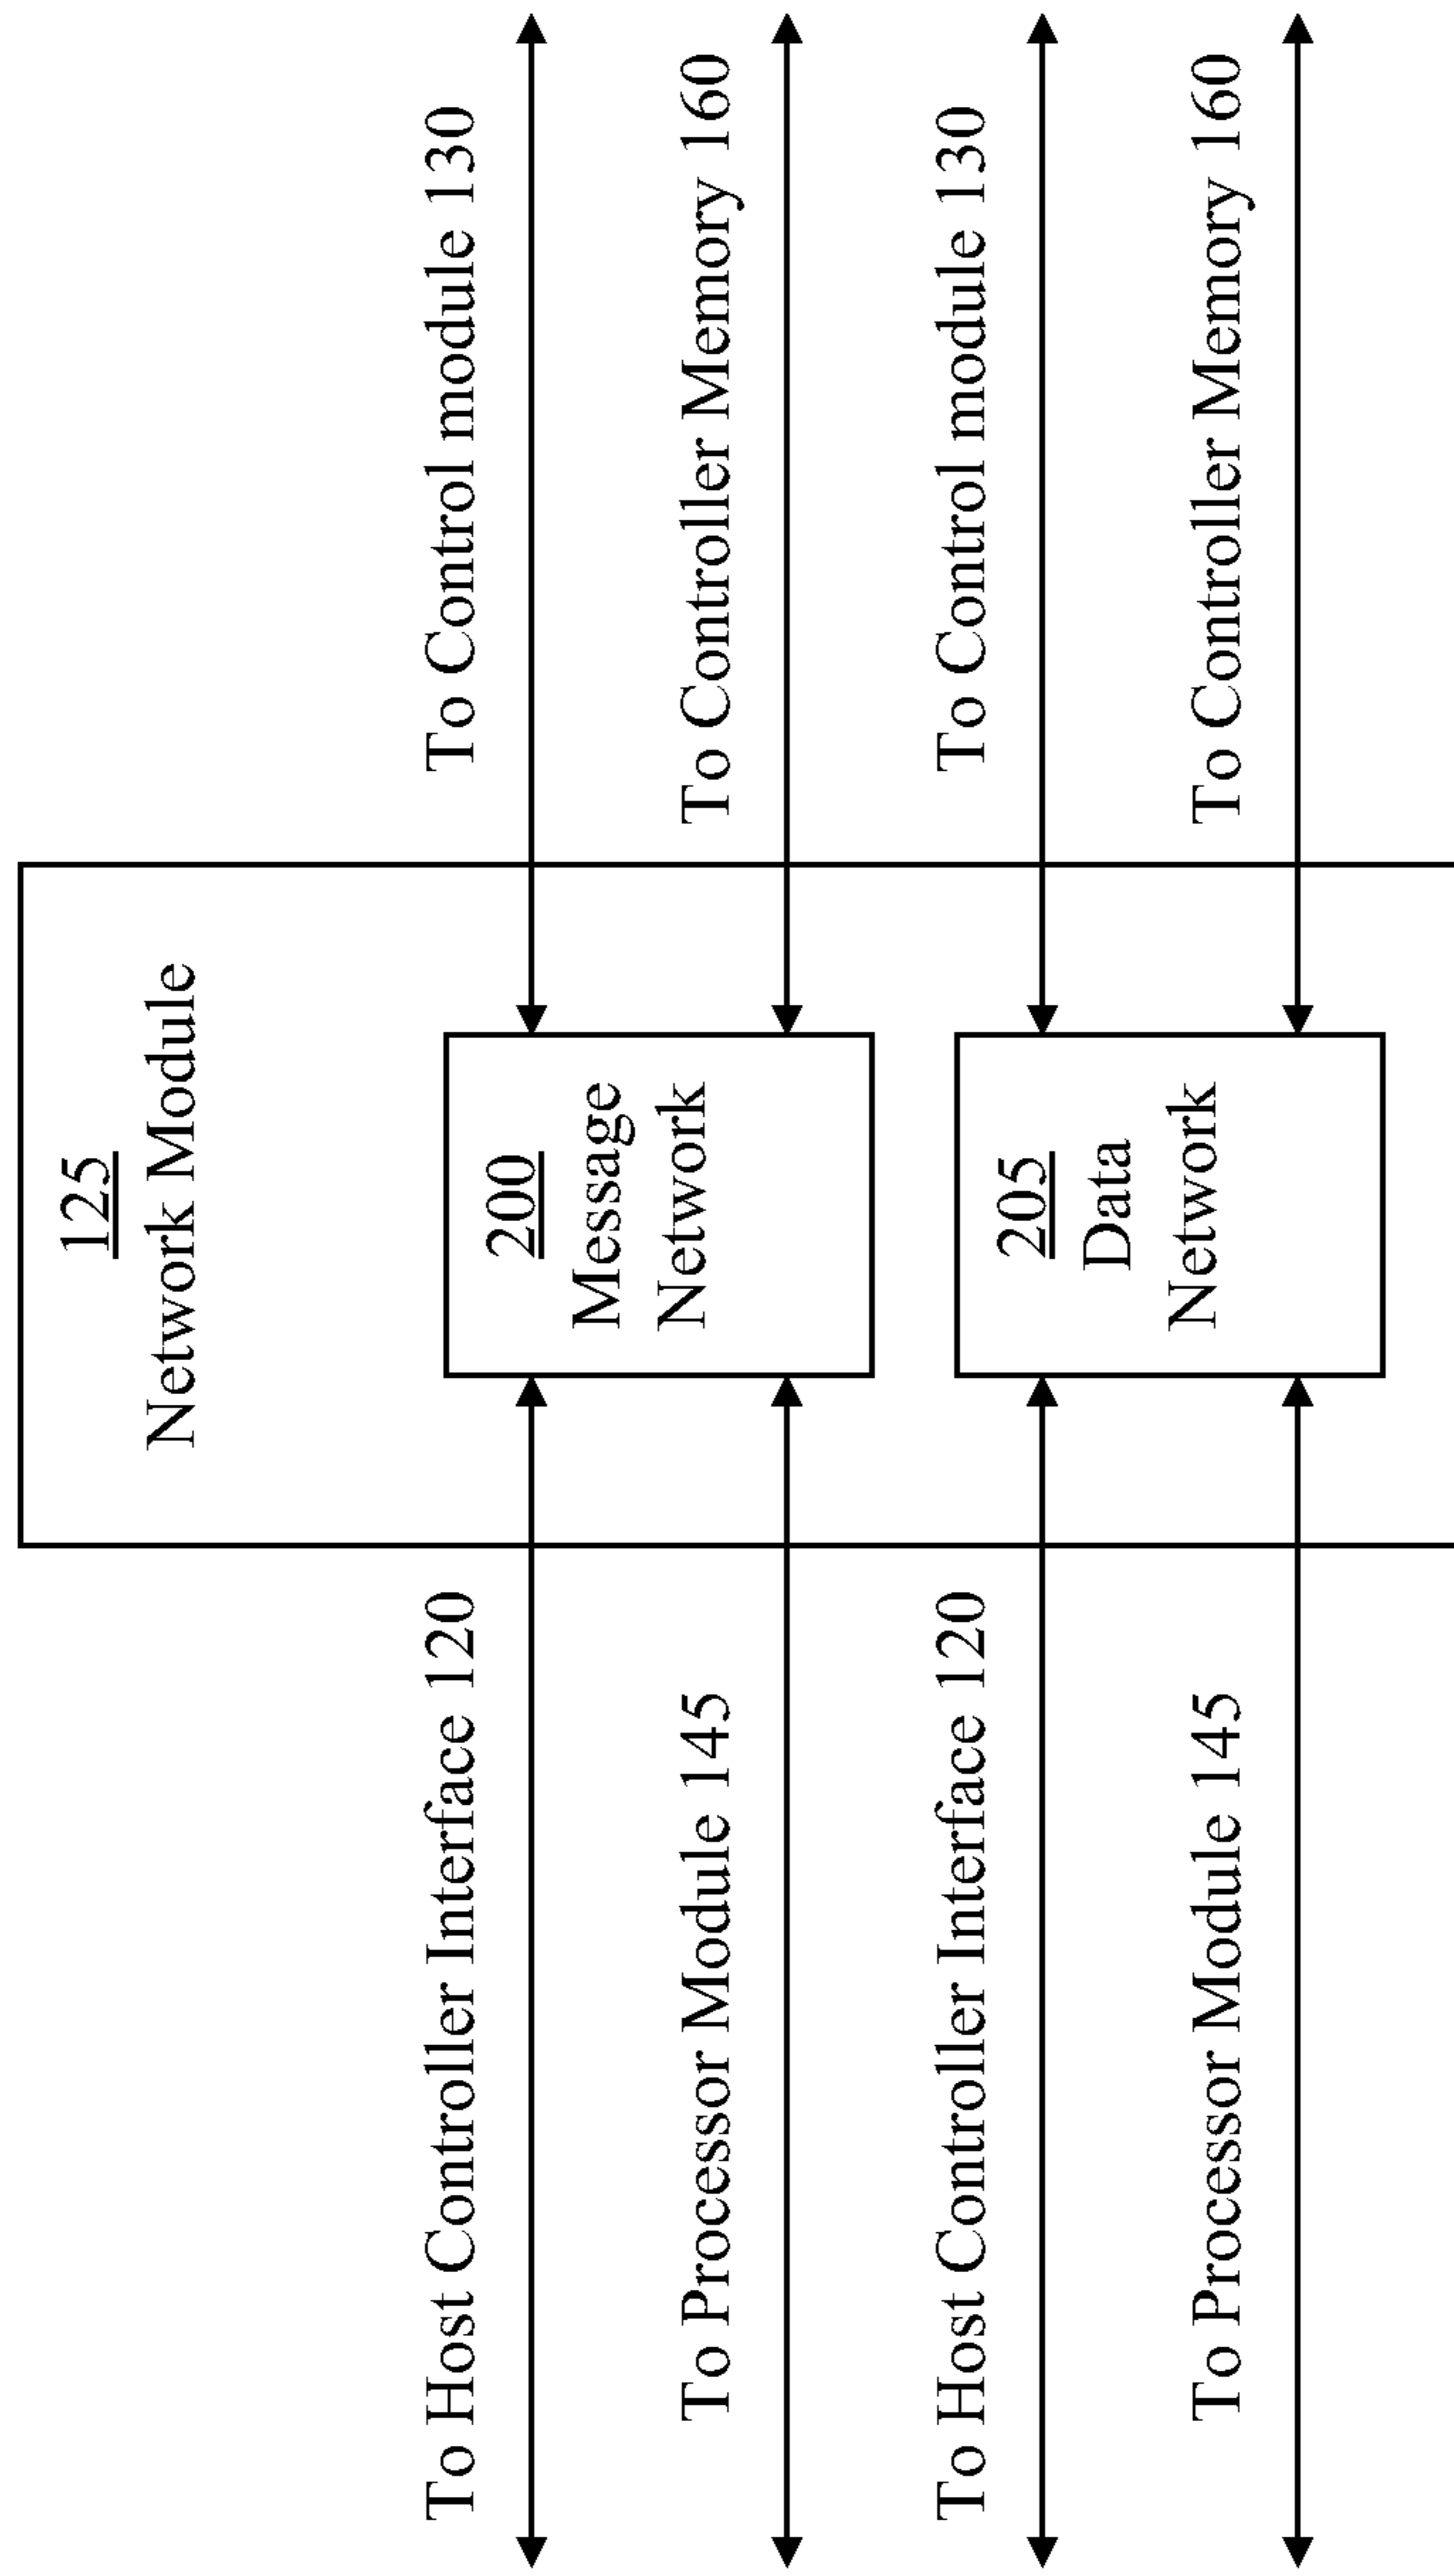 125
Network Module
To Host Controller Interface 120
200
Message
Network
To Control module 130
To Processor Module 145
To Controller Memory 160
To Host Controller Interface 120
205
Data
Network
To Control module 130
To Processor Module 145
To Controller Memory 160